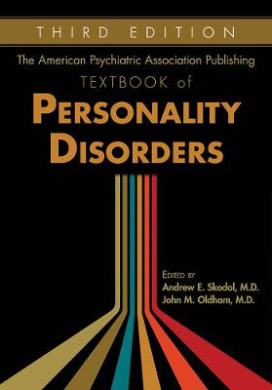 THIRD EDITION
The American Psychiatric Association Publishing
TEXTBOOK of
PERSONALITY
DISORDERS
EDITED BY
Andrew E. Skodol, M.D.
John M. Oldham, M.D.